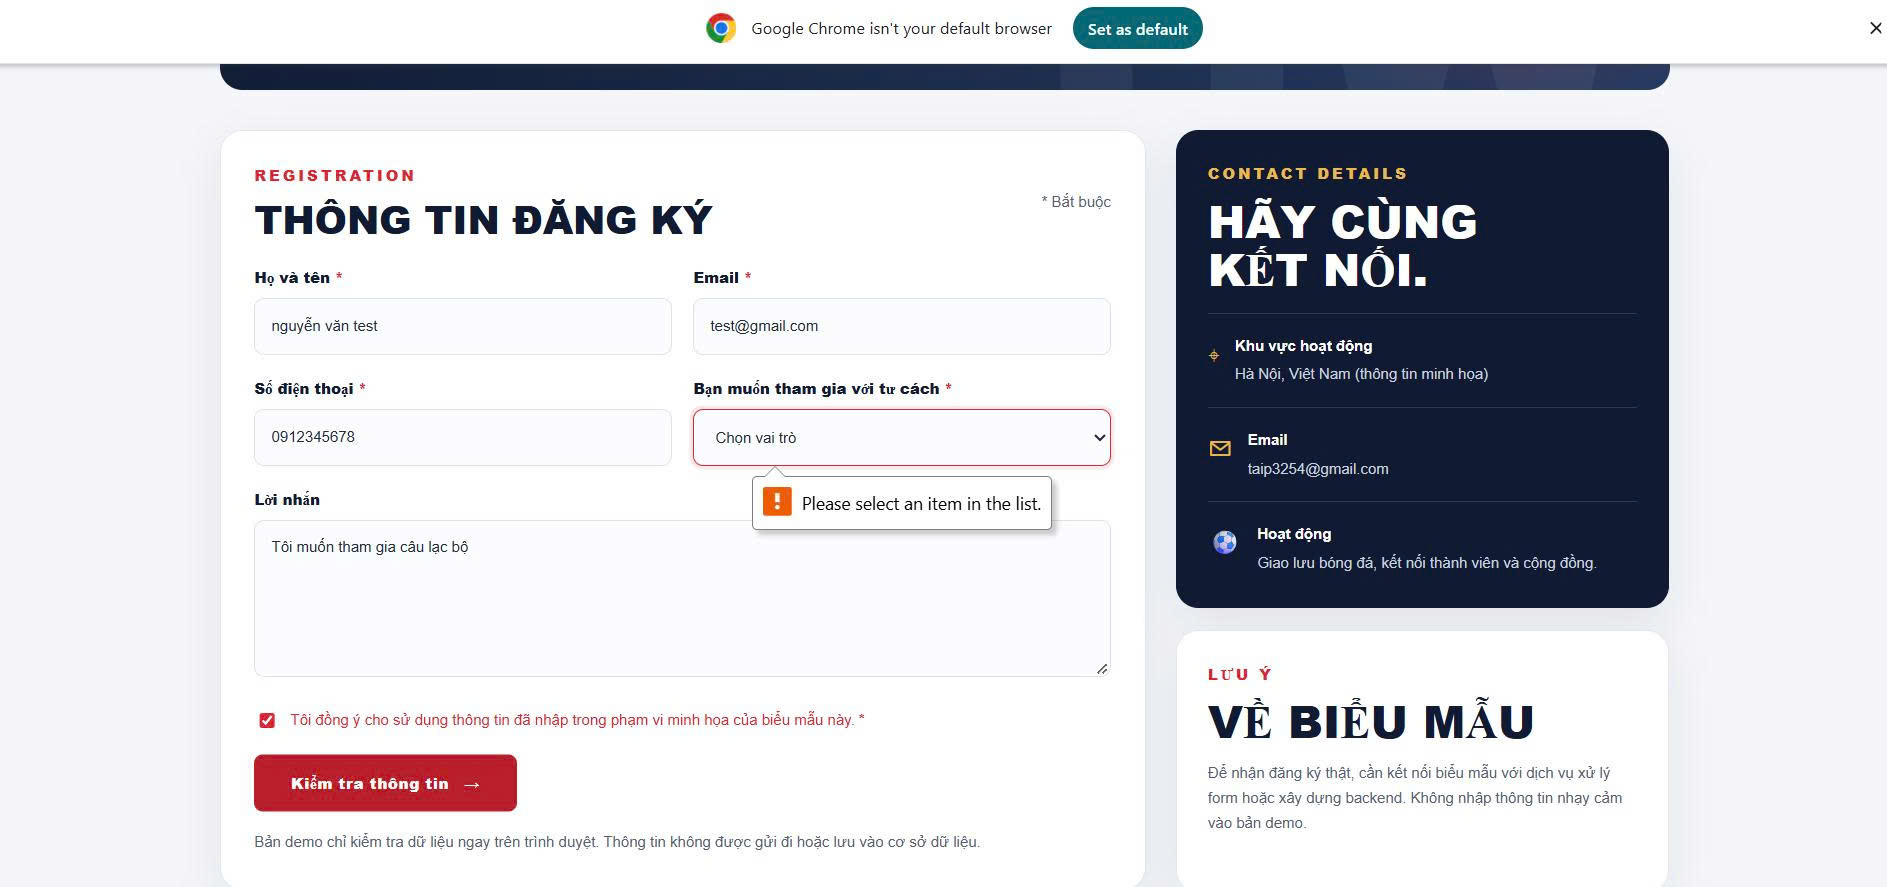 Google Chrome isn't your default browser
Set as default
REGISTRATION
THÔNG TIN ĐĂNG KÝ
* Bắt buộc
Họ và tên *
nguyễn văn test
Email *
test@gmail.com
Số điện thoại *
0912345678
Bạn muốn tham gia với tư cách *
Chọn vai trò
Please select an item in the list.
Lời nhắn
Tôi muốn tham gia câu lạc bộ
Tôi đồng ý cho sử dụng thông tin đã nhập trong phạm vi minh họa của biểu mẫu này. *
Kiểm tra thông tin →
Bản demo chỉ kiểm tra dữ liệu ngay trên trình duyệt. Thông tin không được gửi đi hoặc lưu vào cơ sở dữ liệu.
CONTACT DETAILS
HÃY CÙNG
KẾT NỐI.
Khu vực hoạt động
Hà Nội, Việt Nam (thông tin minh họa)
Email
taip3254@gmail.com
Hoạt động
Giao lưu bóng đá, kết nối thành viên và cộng đồng.
LƯU Ý
VỀ BIỂU MẪU
Để nhận đăng ký thật, cần kết nối biểu mẫu với dịch vụ xử lý
form hoặc xây dựng backend. Không nhập thông tin nhạy cảm
vào bản demo.